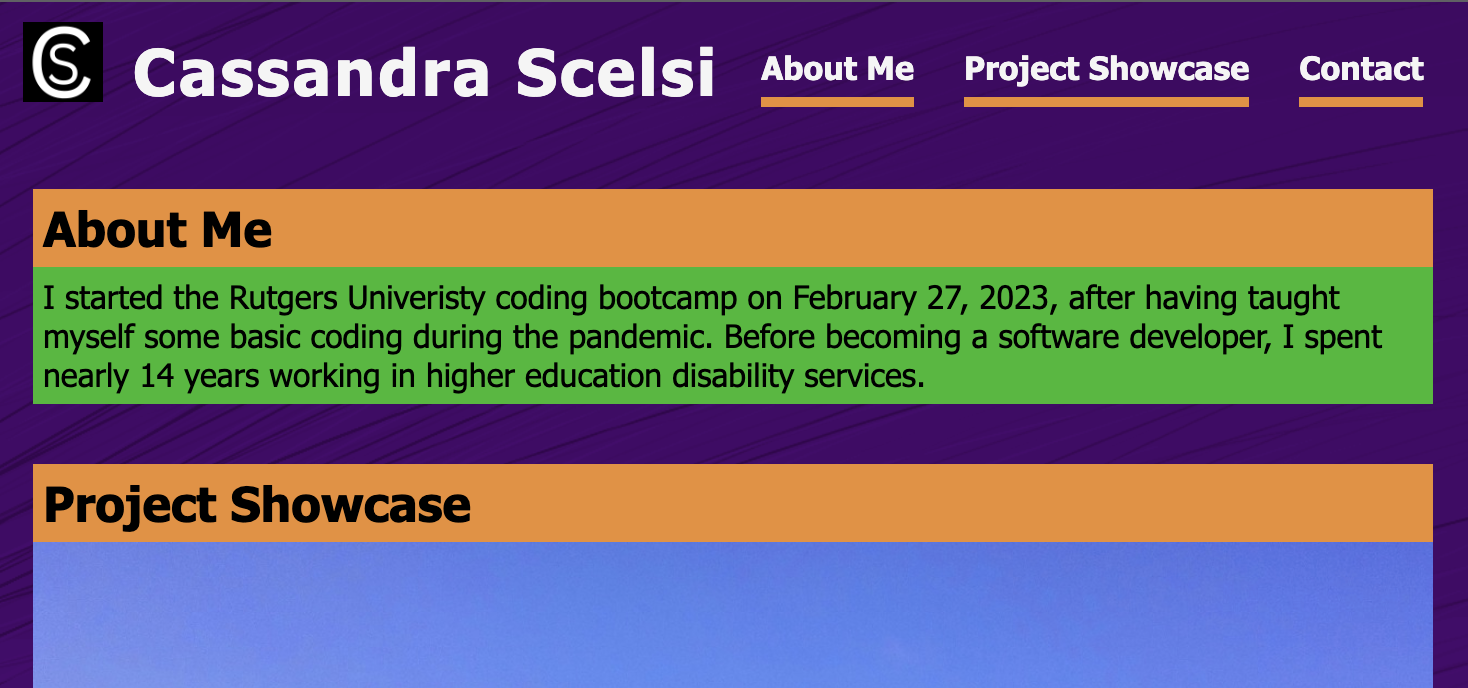 CS
Cassandra Scelsi
About Me
Project Showcase
Contact
About Me
I started the Rutgers Univeristy coding bootcamp on February 27, 2023, after having taught
myself some basic coding during the pandemic. Before becoming a software developer, I spent
nearly 14 years working in higher education disability services.
Project Showcase